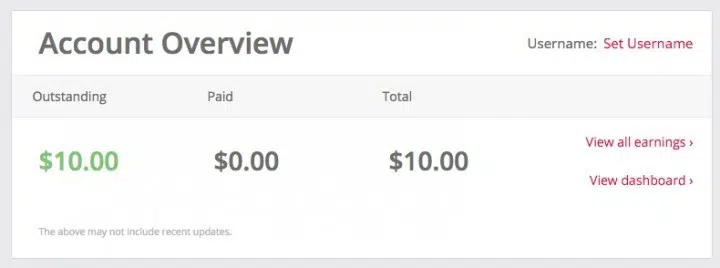 Account Overview
Username: Set Username
Outstanding Paid Total
$10.00 $0.00 $10.00
View all earnings ›
View dashboard ›
The above may not include recent updates.